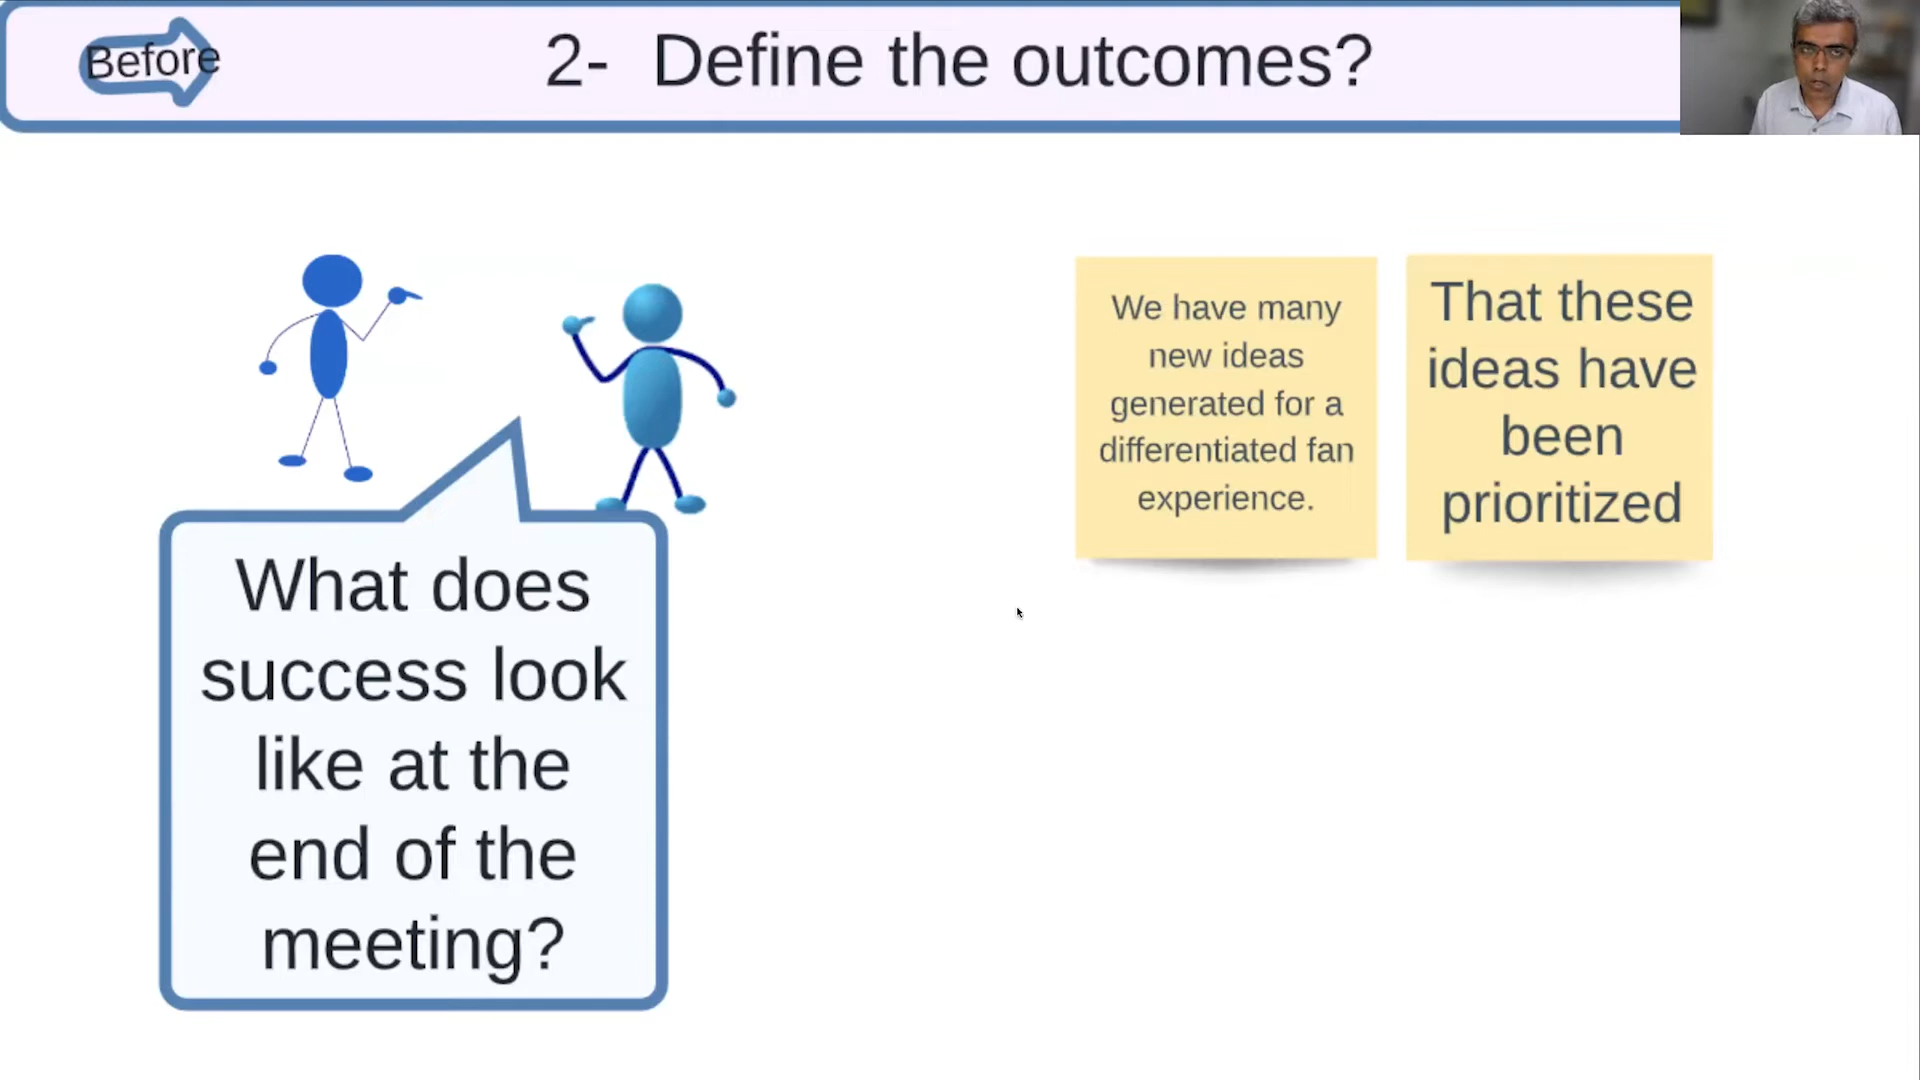 Before
2- Define the outcomes?
We have many
new ideas
generated for a
differentiated fan
experience.
That these
ideas have
been
prioritized
What does
success look
like at the
end of the
meeting?